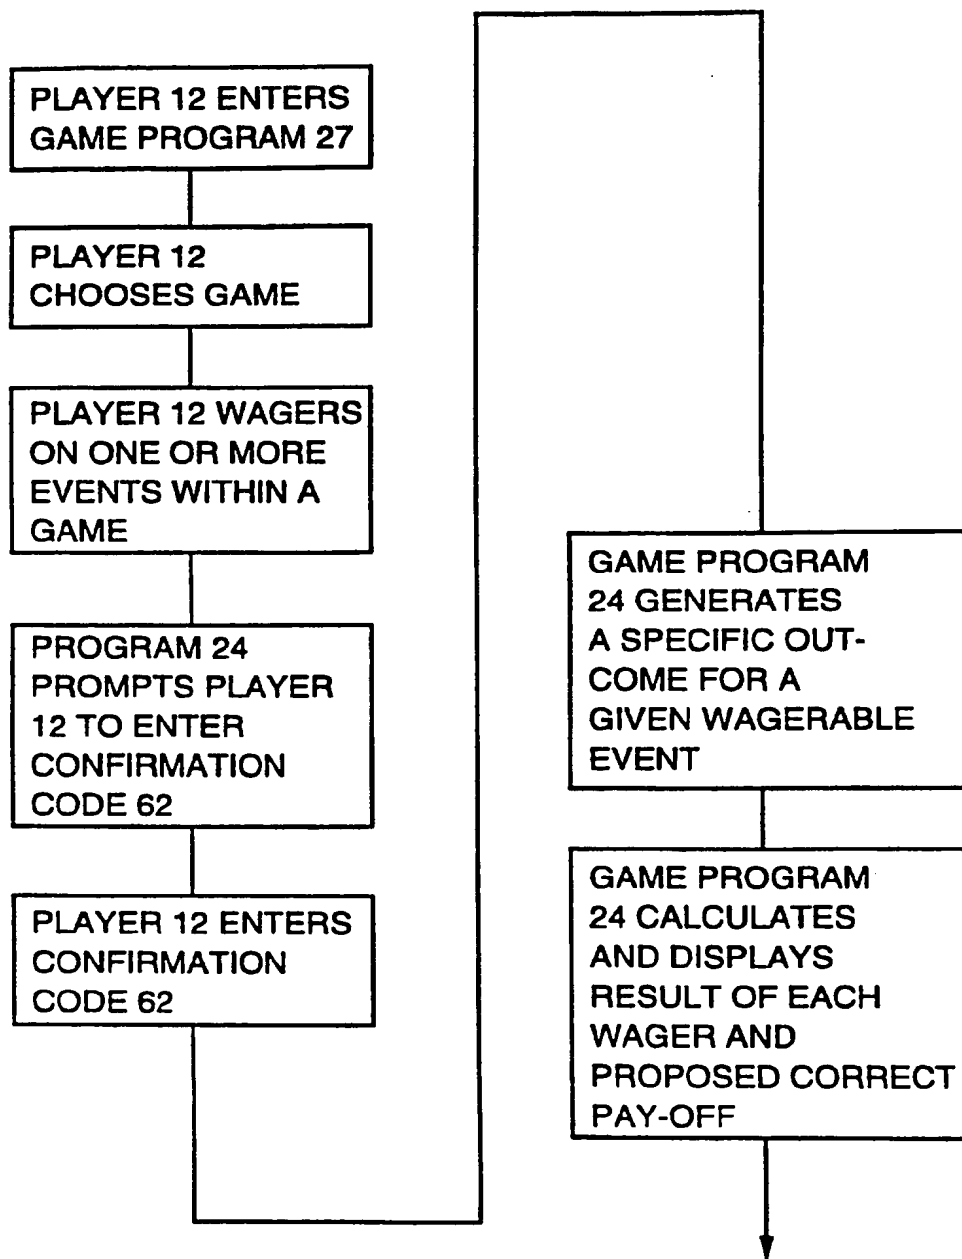 PLAYER 12 ENTERS
GAME PROGRAM 27
PLAYER 12
CHOOSES GAME
PLAYER 12 WAGERS
ON ONE OR MORE
EVENTS WITHIN A
GAME
PROGRAM 24
PROMPTS PLAYER
12 TO ENTER
CONFIRMATION
CODE 62
PLAYER 12 ENTERS
CONFIRMATION
CODE 62
GAME PROGRAM
24 GENERATES
A SPECIFIC OUT-
COME FOR A
GIVEN WAGERABLE
EVENT
GAME PROGRAM
24 CALCULATES
AND DISPLAYS
RESULT OF EACH
WAGER AND
PROPOSED CORRECT
PAY-OFF